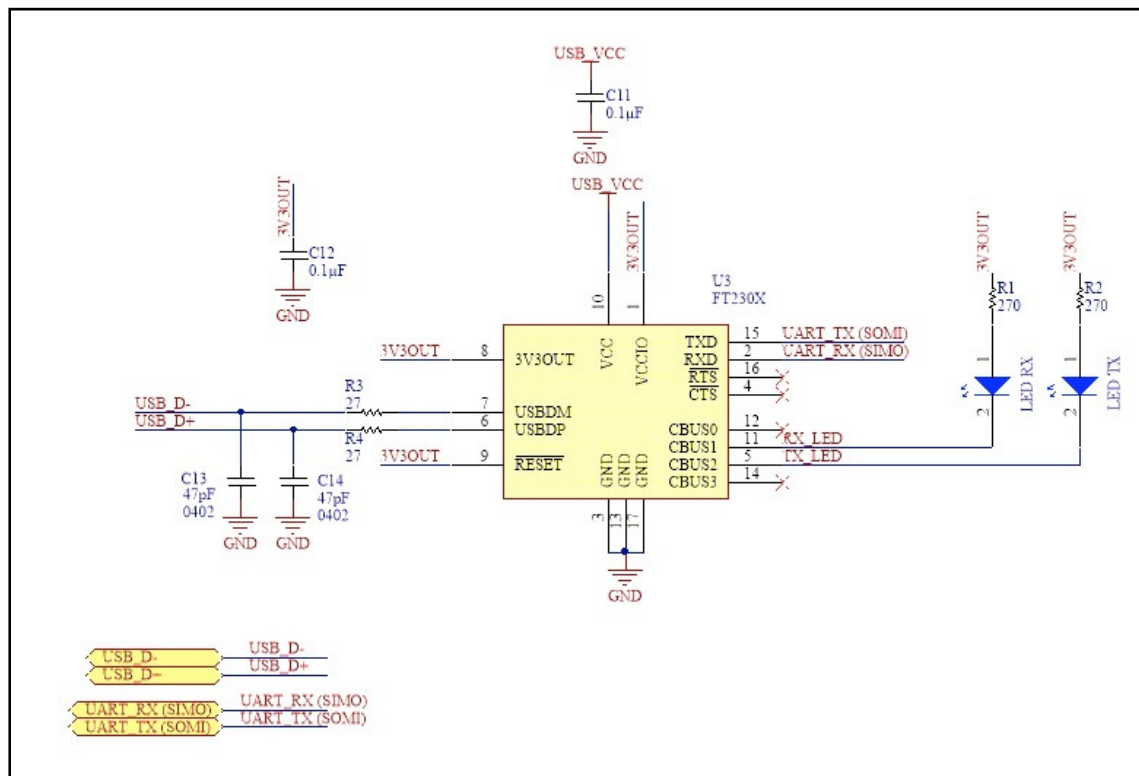 USB_VCC
C11
0.1µF
GND
USB_VCC
3V3OUT
C12
0.1µF
GND
3V3OUT
10
1
U3
FT230X
3V3OUT
3V3OUT
R1
270
R2
270
VCC
VCCIO
3V3OUT
8
3V3OUT
TXD
15
UART_TX (SOMI)
RXD
2
UART_RX (SIMO)
RTS
16
CTS
4
R3
27
USB_D-
7
USBDM
USB_D+
6
USBDP
R4
27
3V3OUT
9
RESET
CBUS0
12
CBUS1
11
RX_LED
CBUS2
5
TX_LED
CBUS3
14
1
2
LED RX
1
2
LED TX
C13
47pF
0402
GND
C14
47pF
0402
GND
GND
GND
GND
3
13
17
GND
USB_D-
USB_D-
USB_D+
USB_D+
UART_RX (SIMO)
UART_RX (SIMO)
UART_TX (SOMI)
UART_TX (SOMI)